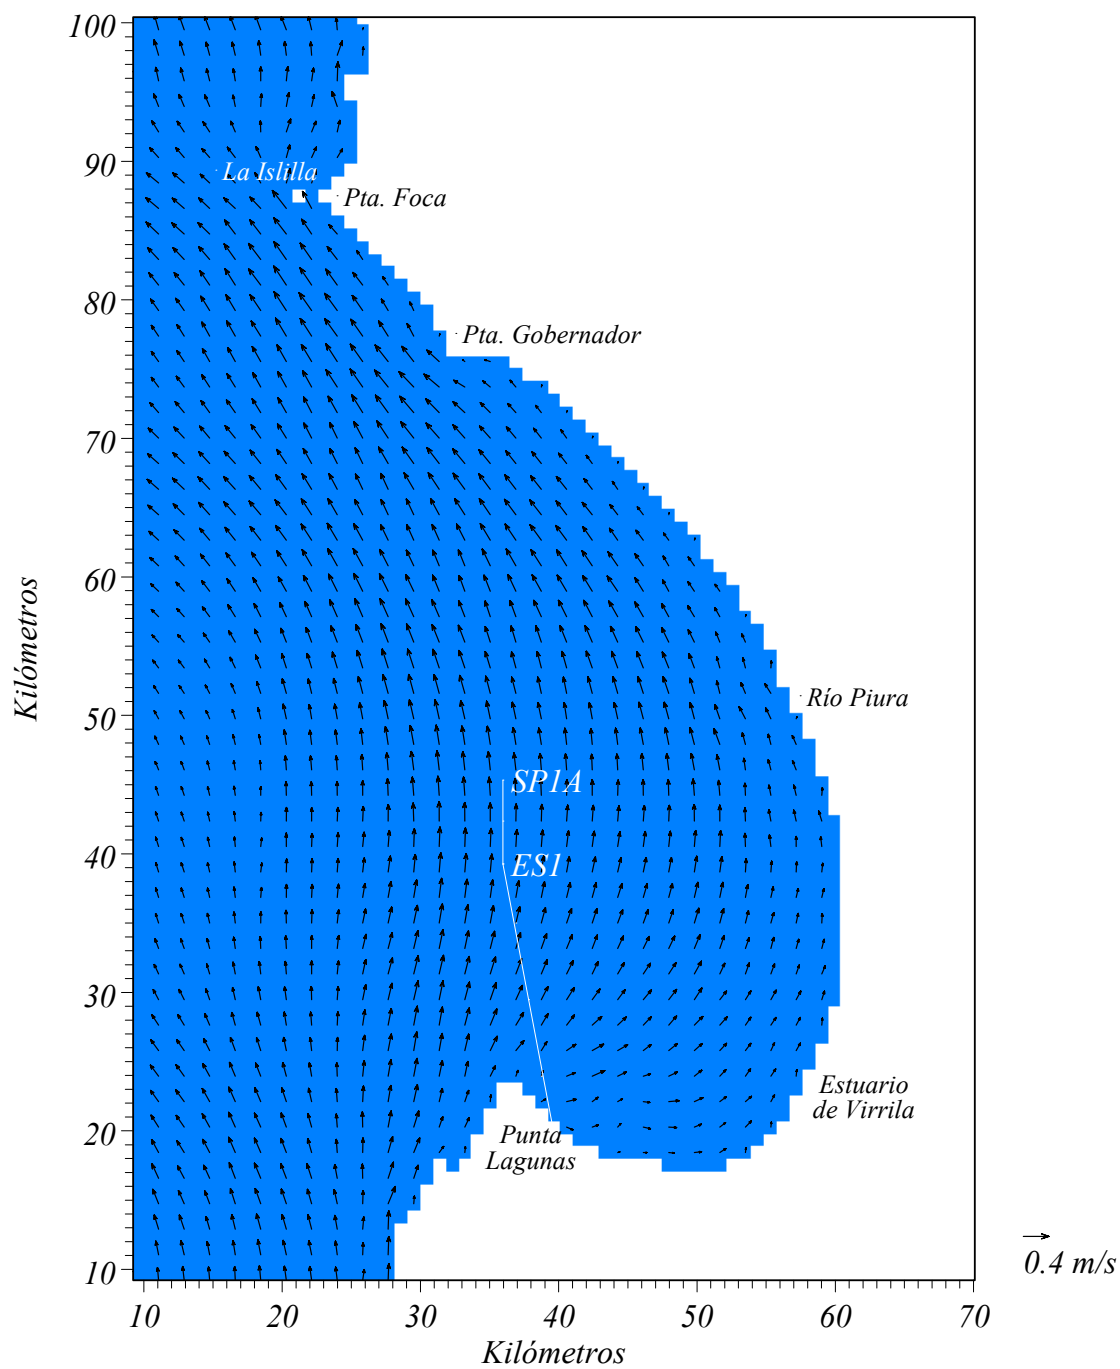 100
90
80
70
60
50
40
30
20
10
Kilómetros
La Islilla
Pta. Foca
Pta. Gobernador
Río Piura
SP1A
ES1
Estuario
de Virrila
Punta
Lagunas
0.4 m/s
10
20
30
40
50
60
70
Kilómetros